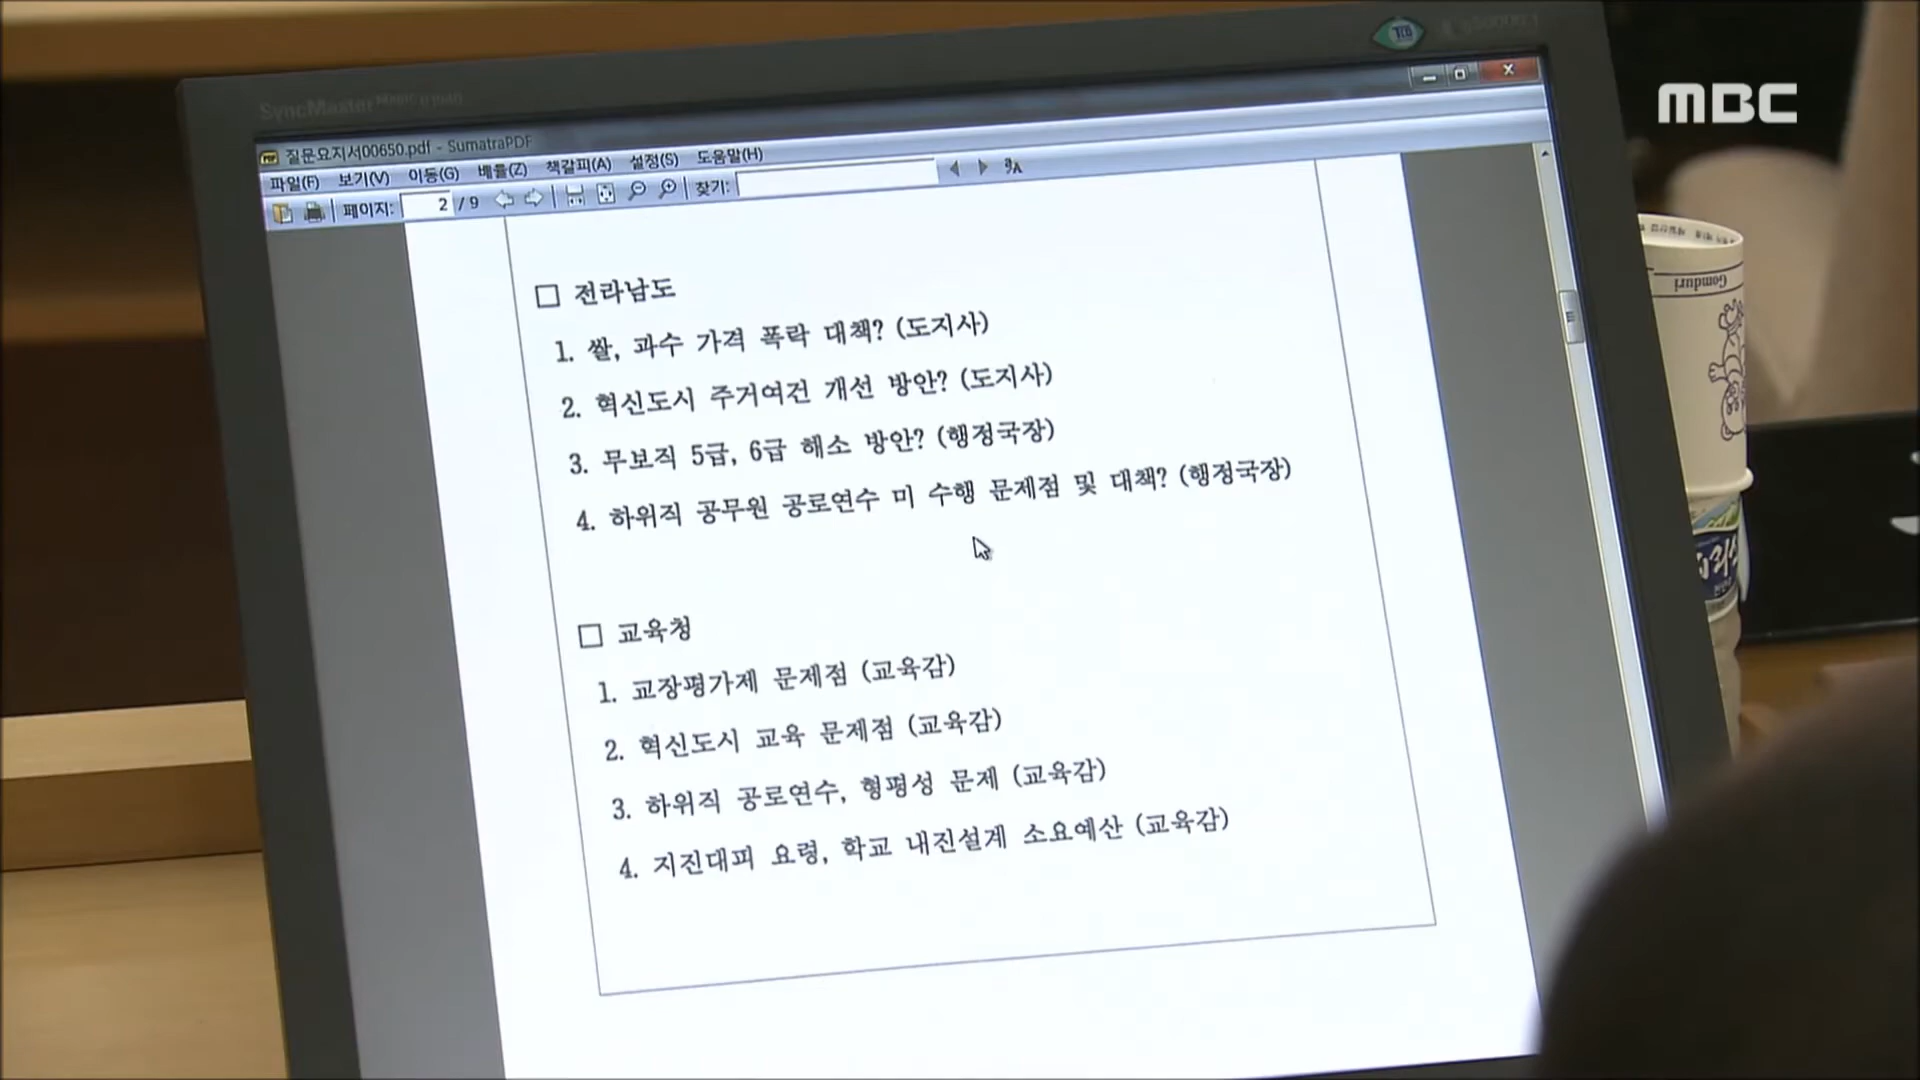 SyncMaster
TCO
MBC
질문요지서00650.pdf - SumatraPDF
파일(F) 보기(V) 이동(G) 배율(Z) 책갈피(A) 설정(S) 도움말(H)
페이지: 2 / 9 찾기:
□ 전라남도
1. 쌀, 과수 가격 폭락 대책? (도지사)
2. 혁신도시 주거여건 개선 방안? (도지사)
3. 무보직 5급, 6급 해소 방안? (행정국장)
4. 하위직 공무원 공로연수 미 수행 문제점 및 대책? (행정국장)
□ 교육청
1. 교장평가제 문제점 (교육감)
2. 혁신도시 교육 문제점 (교육감)
3. 하위직 공로연수, 형평성 문제 (교육감)
4. 지진대피 요령, 학교 내진설계 소요예산 (교육감)
Gomduri